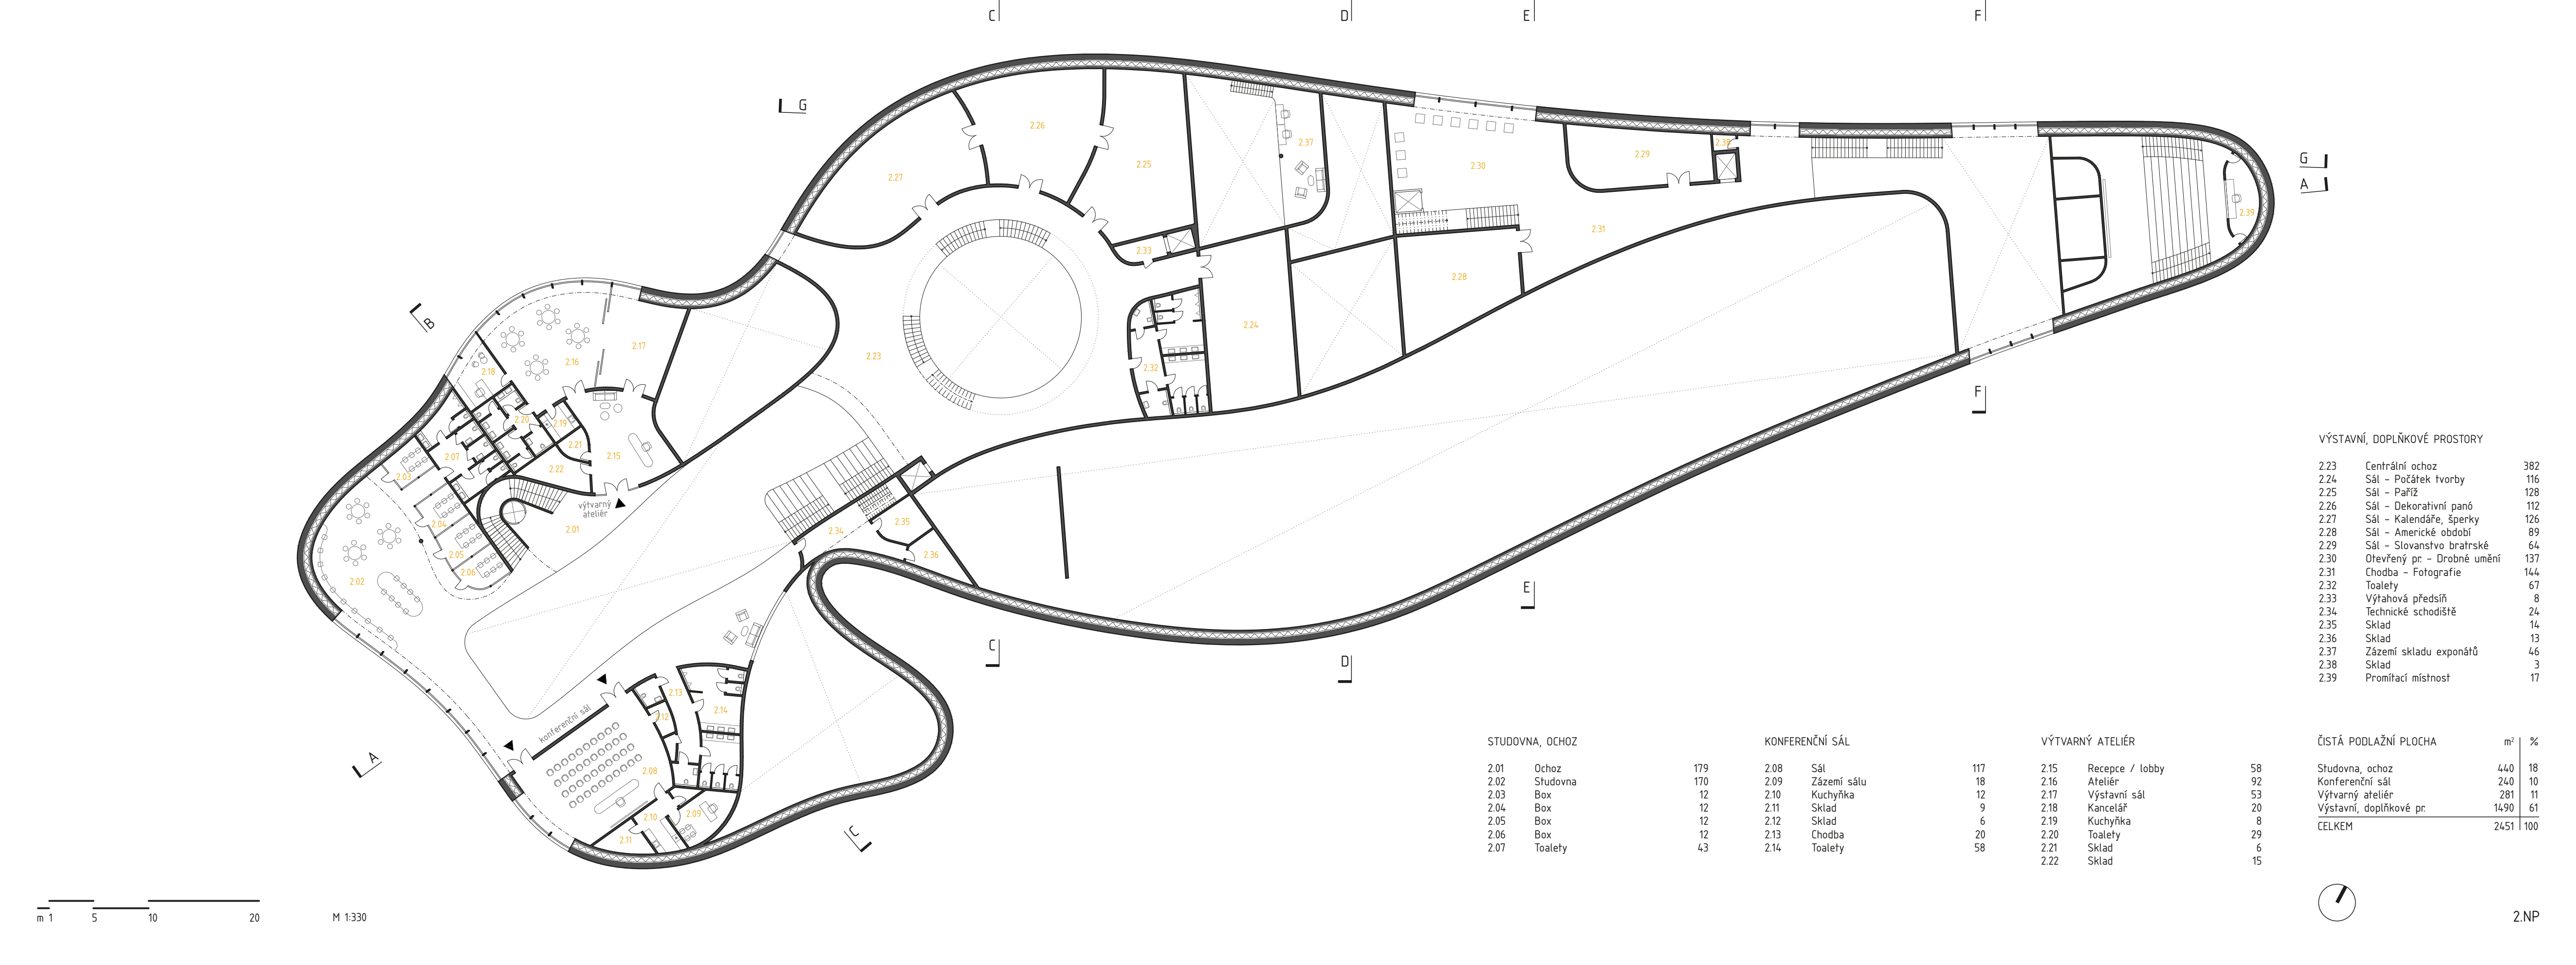 C
D
E
F
G
G
A
B
2.26
2.25
2.27
2.37
2.30
2.29
2.38
2.39
2.31
2.28
2.33
2.24
2.32
2.23
2.17
2.16
2.18
2.20
2.19
2.21
2.15
2.22
2.07
2.03
2.04
2.05
2.06
2.02
2.01
výtvarný
ateliér
2.34
2.35
2.36
2.13
2.12
2.14
konferenční sál
2.08
2.10
2.09
2.11
A
C
C
D
E
F
VÝSTAVNÍ, DOPLŇKOVÉ PROSTORY
2.23 Centrální ochoz 382
2.24 Sál - Počátek tvorby 116
2.25 Sál - Paříž 128
2.26 Sál - Dekorativní panó 112
2.27 Sál - Kalendáře, šperky 126
2.28 Sál - Americké období 89
2.29 Sál - Slovanstvo bratrské 64
2.30 Otevřený pr. - Drobné umění 137
2.31 Chodba - Fotografie 144
2.32 Toalety 67
2.33 Výtahová předsíň 8
2.34 Technické schodiště 24
2.35 Sklad 14
2.36 Sklad 13
2.37 Zázemí skladu exponátů 46
2.38 Sklad 3
2.39 Promítací místnost 17
STUDOVNA, OCHOZ
2.01 Ochoz 179
2.02 Studovna 170
2.03 Box 12
2.04 Box 12
2.05 Box 12
2.06 Box 12
2.07 Toalety 43
KONFERENČNÍ SÁL
2.08 Sál 117
2.09 Zázemí sálu 18
2.10 Kuchyňka 12
2.11 Sklad 9
2.12 Sklad 6
2.13 Chodba 20
2.14 Toalety 58
VÝTVARNÝ ATELIÉR
2.15 Recepce / lobby 58
2.16 Ateliér 92
2.17 Výstavní sál 53
2.18 Kancelář 20
2.19 Kuchyňka 8
2.20 Toalety 29
2.21 Sklad 6
2.22 Sklad 15
ČISTÁ PODLAŽNÍ PLOCHA m² %
Studovna, ochoz 440 18
Konferenční sál 240 10
Výtvarný ateliér 281 11
Výstavní, doplňkové pr. 1490 61
CELKEM 2451 100
m 1 5 10 20
M 1:330
2.NP